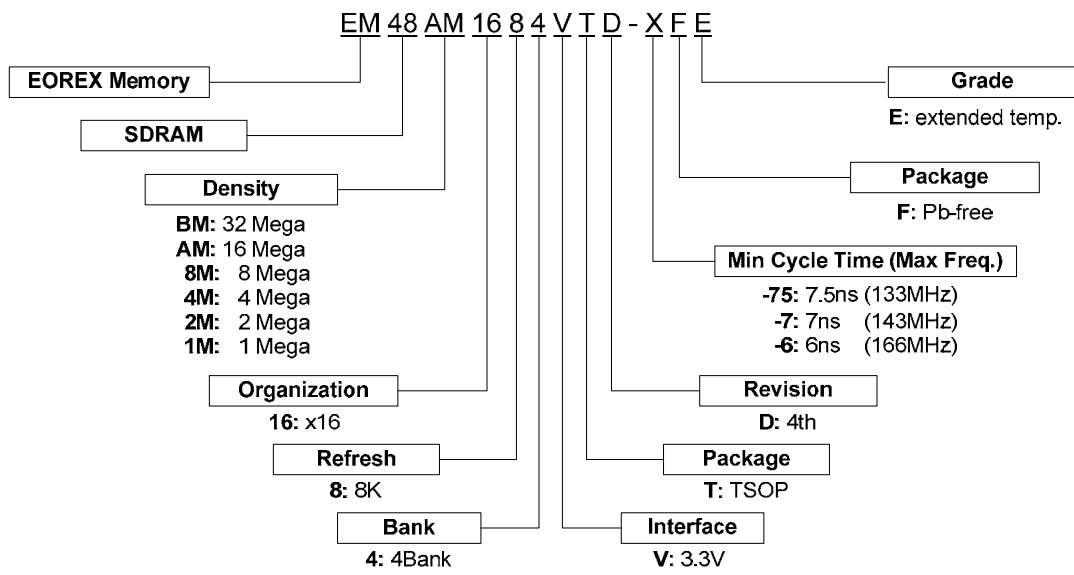 EM 48 AM 16 8 4 V T D - X F E
EOREX Memory
SDRAM
Density
BM: 32 Mega
AM: 16 Mega
8M: 8 Mega
4M: 4 Mega
2M: 2 Mega
1M: 1 Mega
Organization
16: x16
Refresh
8: 8K
Bank
4: 4Bank
Grade
E: extended temp.
Package
F: Pb-free
Min Cycle Time (Max Freq.)
-75: 7.5ns (133MHz)
-7: 7ns (143MHz)
-6: 6ns (166MHz)
Revision
D: 4th
Package
T: TSOP
Interface
V: 3.3V